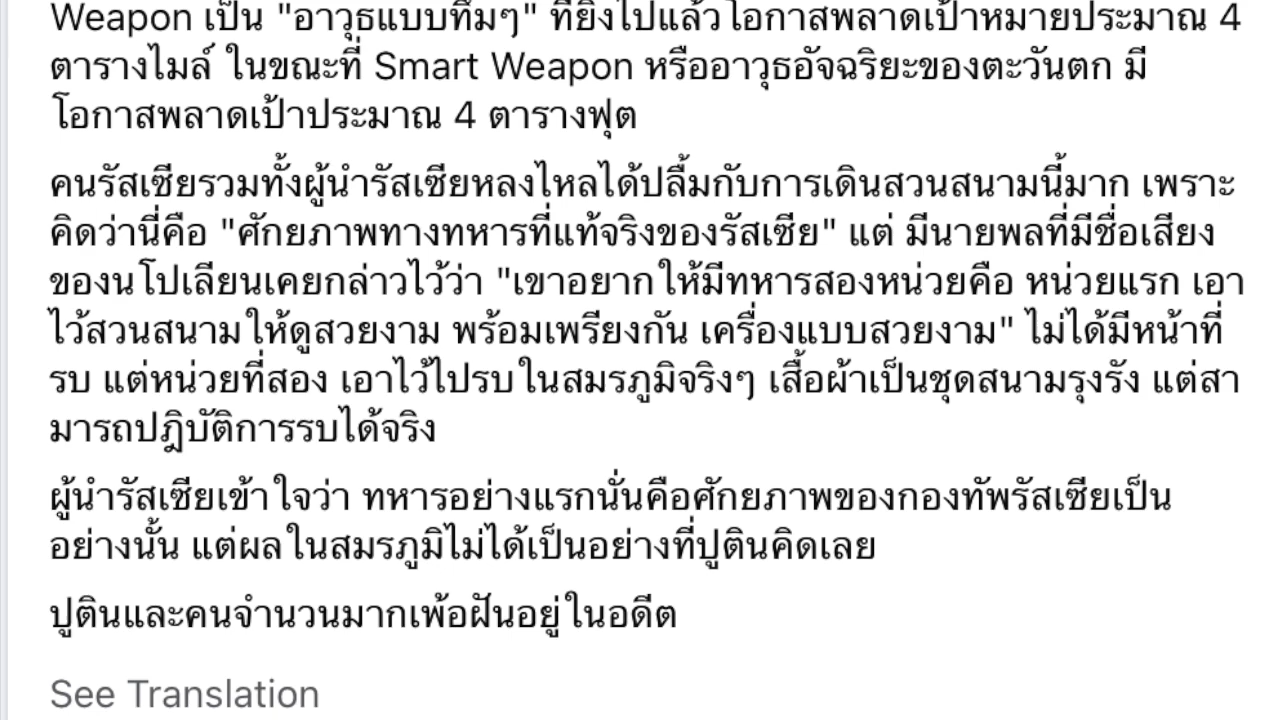 Weapon เป็น "อาวุธแบบทึ่มๆ" ที่ยิงไปแล้วโอกาสพลาดเป้าหมายประมาณ 4
ตารางไมล์ ในขณะที่ Smart Weapon หรืออาวุธอัจฉริยะของตะวันตก มี
โอกาสพลาดเป้าประมาณ 4 ตารางฟุต
คนรัสเซียรวมทั้งผู้นำรัสเซียหลงไหลได้ปลื้มกับการเดินสวนสนามนี้มาก เพราะ
คิดว่านี่คือ "ศักยภาพทางทหารที่แท้จริงของรัสเซีย" แต่ มีนายพลที่มีชื่อเสียง
ของนโปเลียนเคยกล่าวไว้ว่า "เขาอยากให้มีทหารสองหน่วยคือ หน่วยแรก เอา
ไว้สวนสนามให้ดูสวยงาม พร้อมเพรียงกัน เครื่องแบบสวยงาม" ไม่ได้มีหน้าที่
รบ แต่หน่วยที่สอง เอาไว้ไปรบในสมรภูมิจริงๆ เสื้อผ้าเป็นชุดสนามรุงรัง แต่สา
มารถปฎิบัติการรบได้จริง
ผู้นำรัสเซียเข้าใจว่า ทหารอย่างแรกนั่นคือศักยภาพของกองทัพรัสเซียเป็น
อย่างนั้น แต่ผลในสมรภูมิไม่ได้เป็นอย่างที่ปูตินคิดเลย
ปูตินและคนจำนวนมากเพ้อฝันอยู่ในอดีต
See Translation